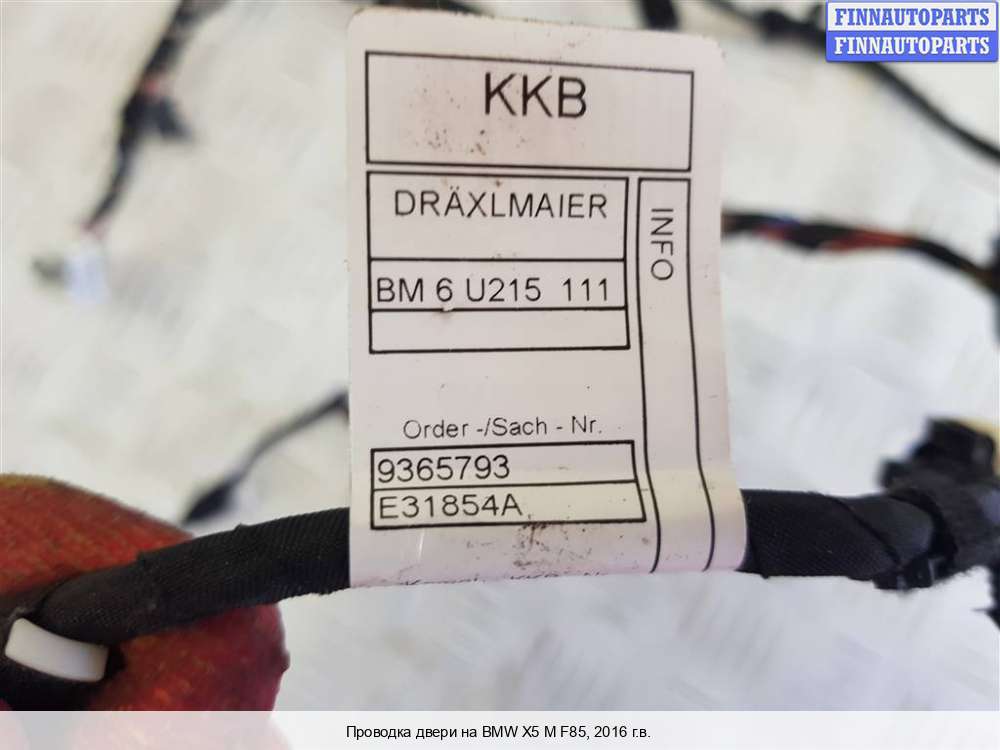 FINNAUTOPARTS
FINNAUTOPARTS
KKB
DRÄXLMAIER
INFO
BM 6 U215 111
Order -/Sach - Nr.
9365793
E31854A
Проводка двери на BMW X5 M F85, 2016 г.в.